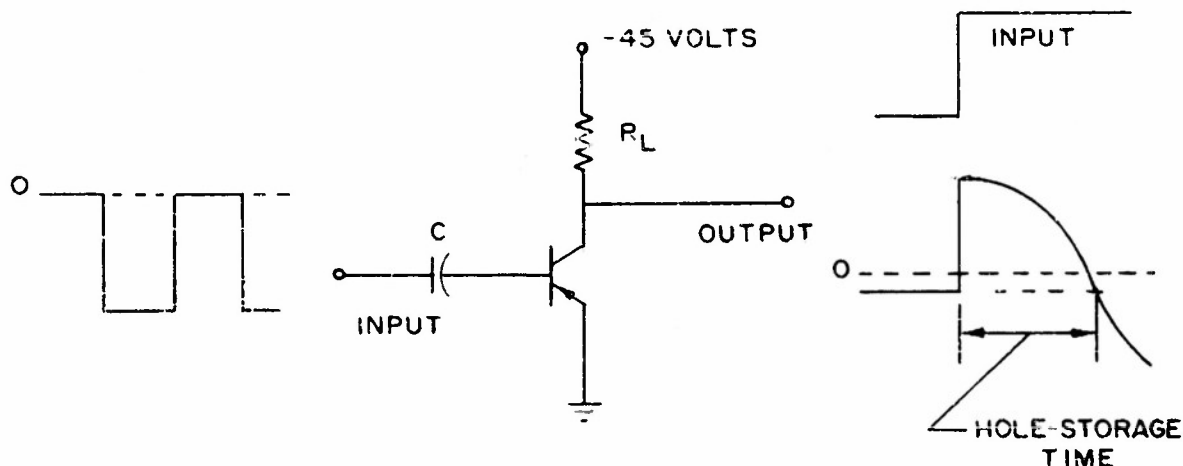 -45 VOLTS
INPUT
R_L
O
C
OUTPUT
O
INPUT
HOLE-STORAGE
TIME